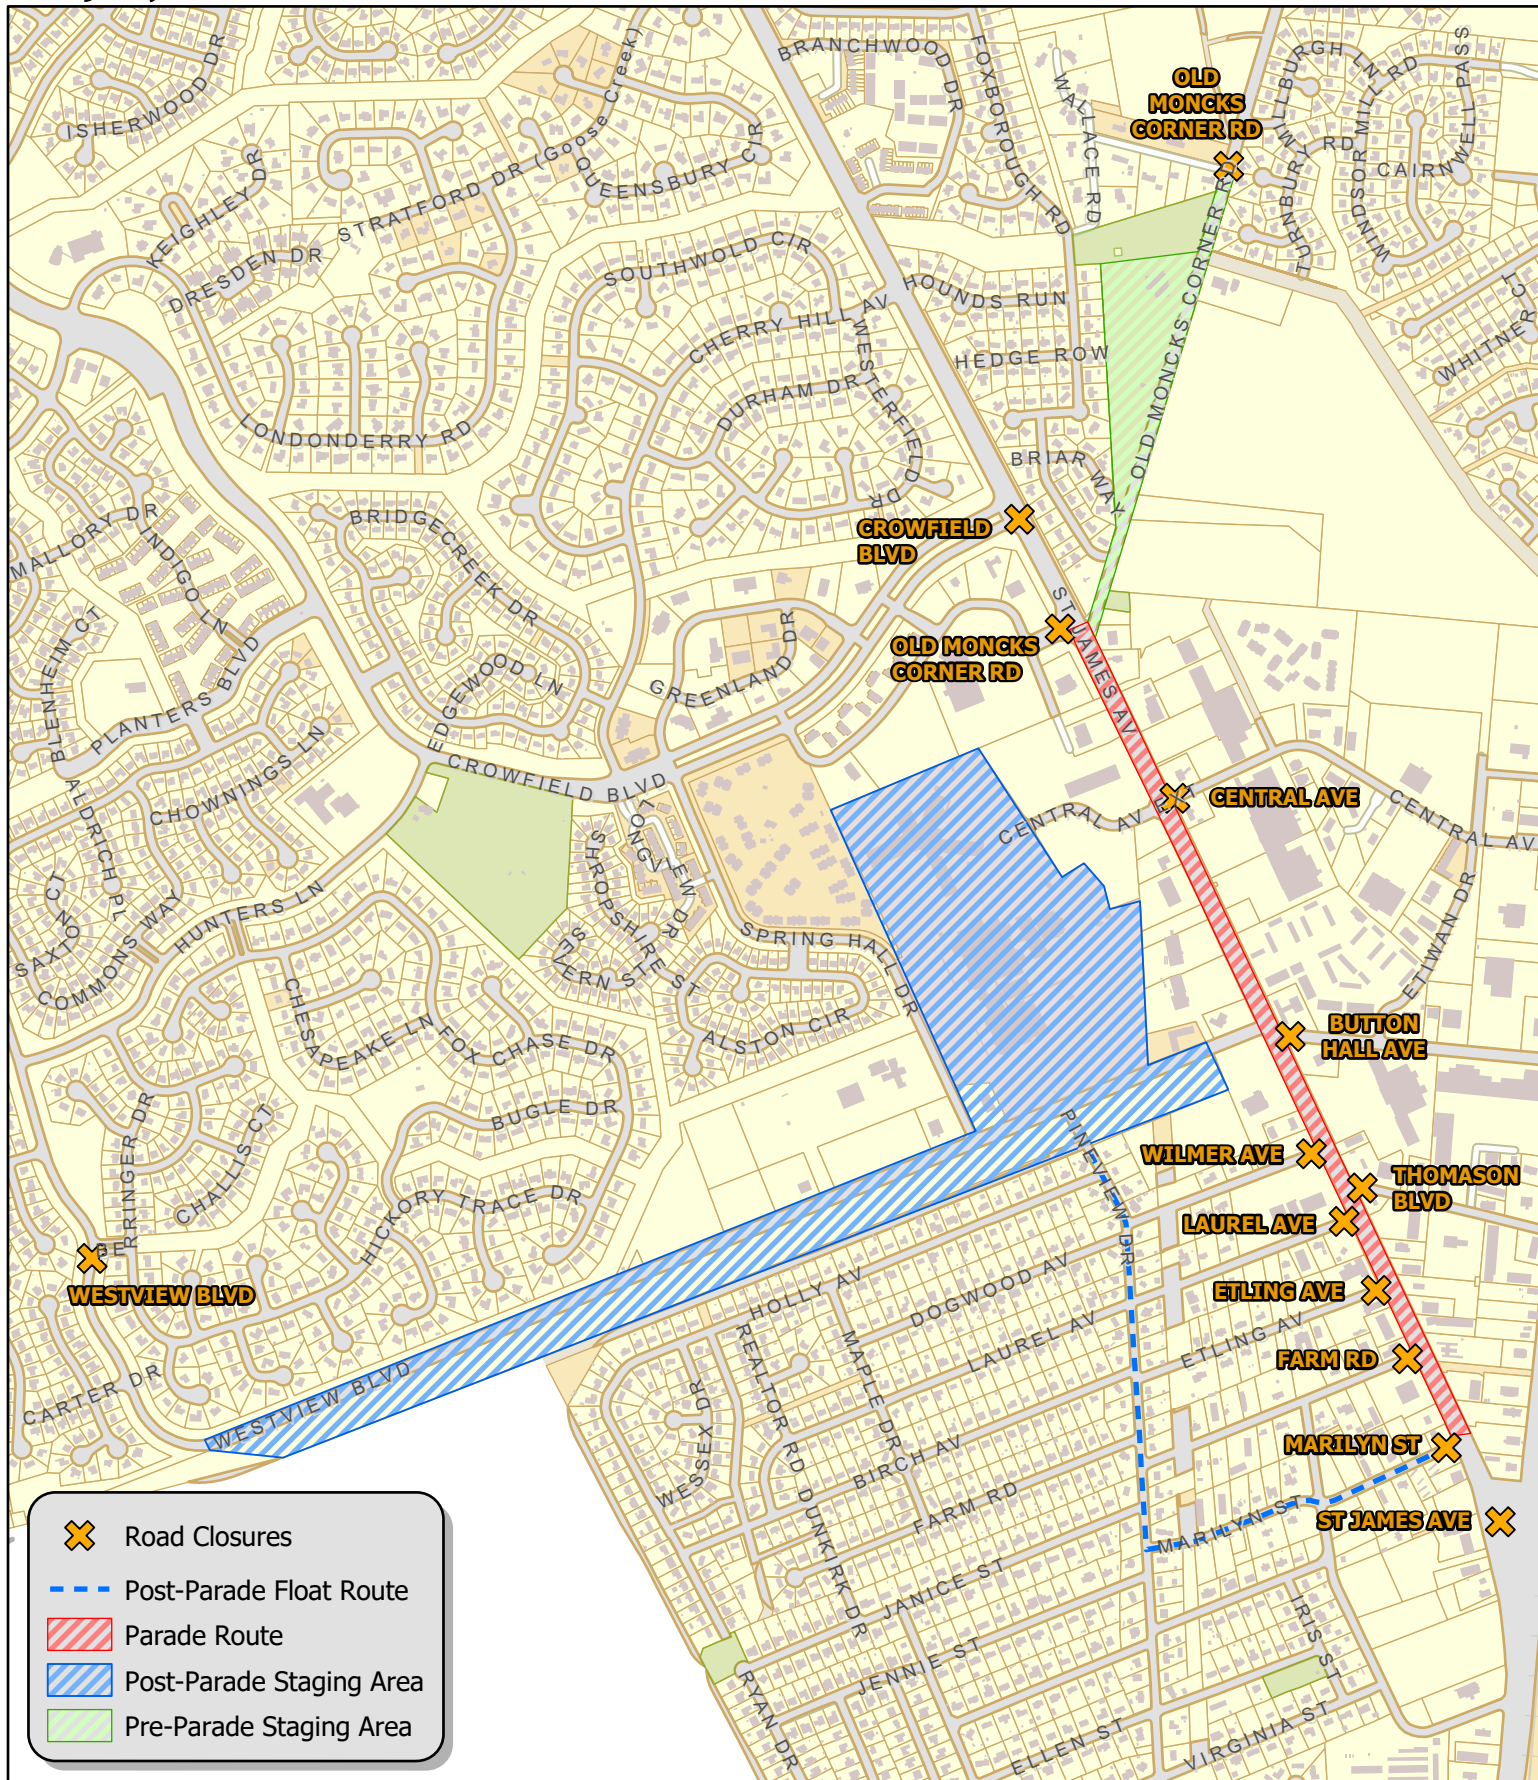 ISHERWOOD DR
BRANCHWOOD DR
FOXBOROUGH RD
WALLACE RD
OLD
MONCKS
CORNER RD
WILLBURGH LN
WINDSOR MILL RD
CAIRNWELL PASS
TURNBURY RD
KEIGHLEY DR
STRATFORD DR (Goose Creek)
QUEENSBURY CIR
DRESDEN DR
SOUTHWOLD CIR
CHERRY HILL AV
HOUNDS RUN
HEDGE ROW
OLD MONCKS CORNER RD
WESTERFIELD DR
DURHAM DR
LONDONDERRY RD
BRIAR WAY
CROWFIELD
BLVD
MALLORY DR
INDIGO LN
BRIDGECREEK DR
ST JAMES AV
OLD MONCKS
CORNER RD
BLENHEIM CT
PLANTERS BLVD
EDGEWOOD LN
GREENLAND DR
CHOWNINGS LN
CROWFIELD BLVD
CENTRAL AV
CENTRAL AVE
CENTRAL AV
ALDRICH PL
SAXTON CT
COMMONS WAY
HUNTERS LN
SHROPSHIRE ST
SEVERN ST
SPRING HALL DR
ALSTON CIR
ETIWAN DR
CHESAPEAKE LN
FOX CHASE DR
BUGLE DR
BUTTON
HALL AVE
CHALLIS CT
HICKORY TRACE DR
PINEVIEW DR
WILMER AVE
THOMASON
BLVD
LAUREL AVE
ETLING AVE
FARM RD
WESTVIEW BLVD
CARTER DR
WESTVIEW BLVD
HOLLY AV
DOGWOOD AV
LAUREL AV
ETLING AV
REALTOR RD
MAPLE DR
WESSEX DR
BIRCH AV
FARM RD
DUNKIRK DR
MARILYN ST
MARILYN ST
ST JAMES AVE
JANICE ST
JENNIE ST
IRIS ST
RYAN DR
ELLEN ST
VIRGINIA ST
Road Closures
Post-Parade Float Route
Parade Route
Post-Parade Staging Area
Pre-Parade Staging Area